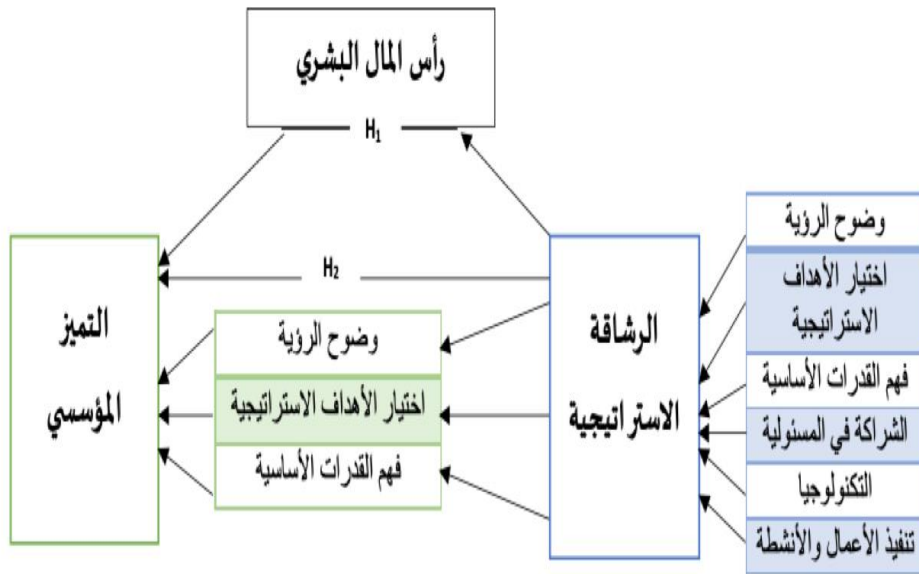 رأس المال البشري
H₁
وضوح الرؤية
اختيار الأهداف
الاستراتيجية
فهم القدرات الأساسية
الشراكة في المسئولية
التكنولوجيا
تنفيذ الأعمال والأنشطة
الرشاقة
الاستراتيجية
H₂
وضوح الرؤية
اختيار الأهداف الاستراتيجية
فهم القدرات الأساسية
التميز
المؤسسي